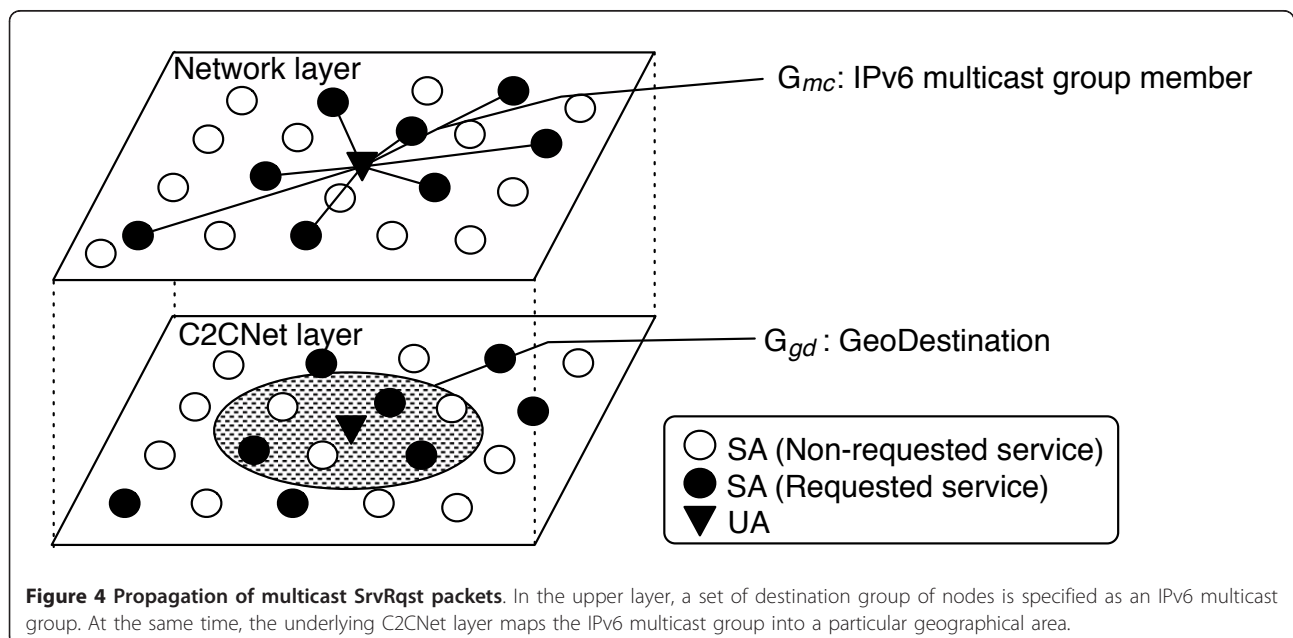 Network layer
G_mc: IPv6 multicast group member
C2CNet layer
G_gd : GeoDestination
SA (Non-requested service)
SA (Requested service)
UA
Figure 4 Propagation of multicast SrvRqst packets. In the upper layer, a set of destination group of nodes is specified as an IPv6 multicast
group. At the same time, the underlying C2CNet layer maps the IPv6 multicast group into a particular geographical area.